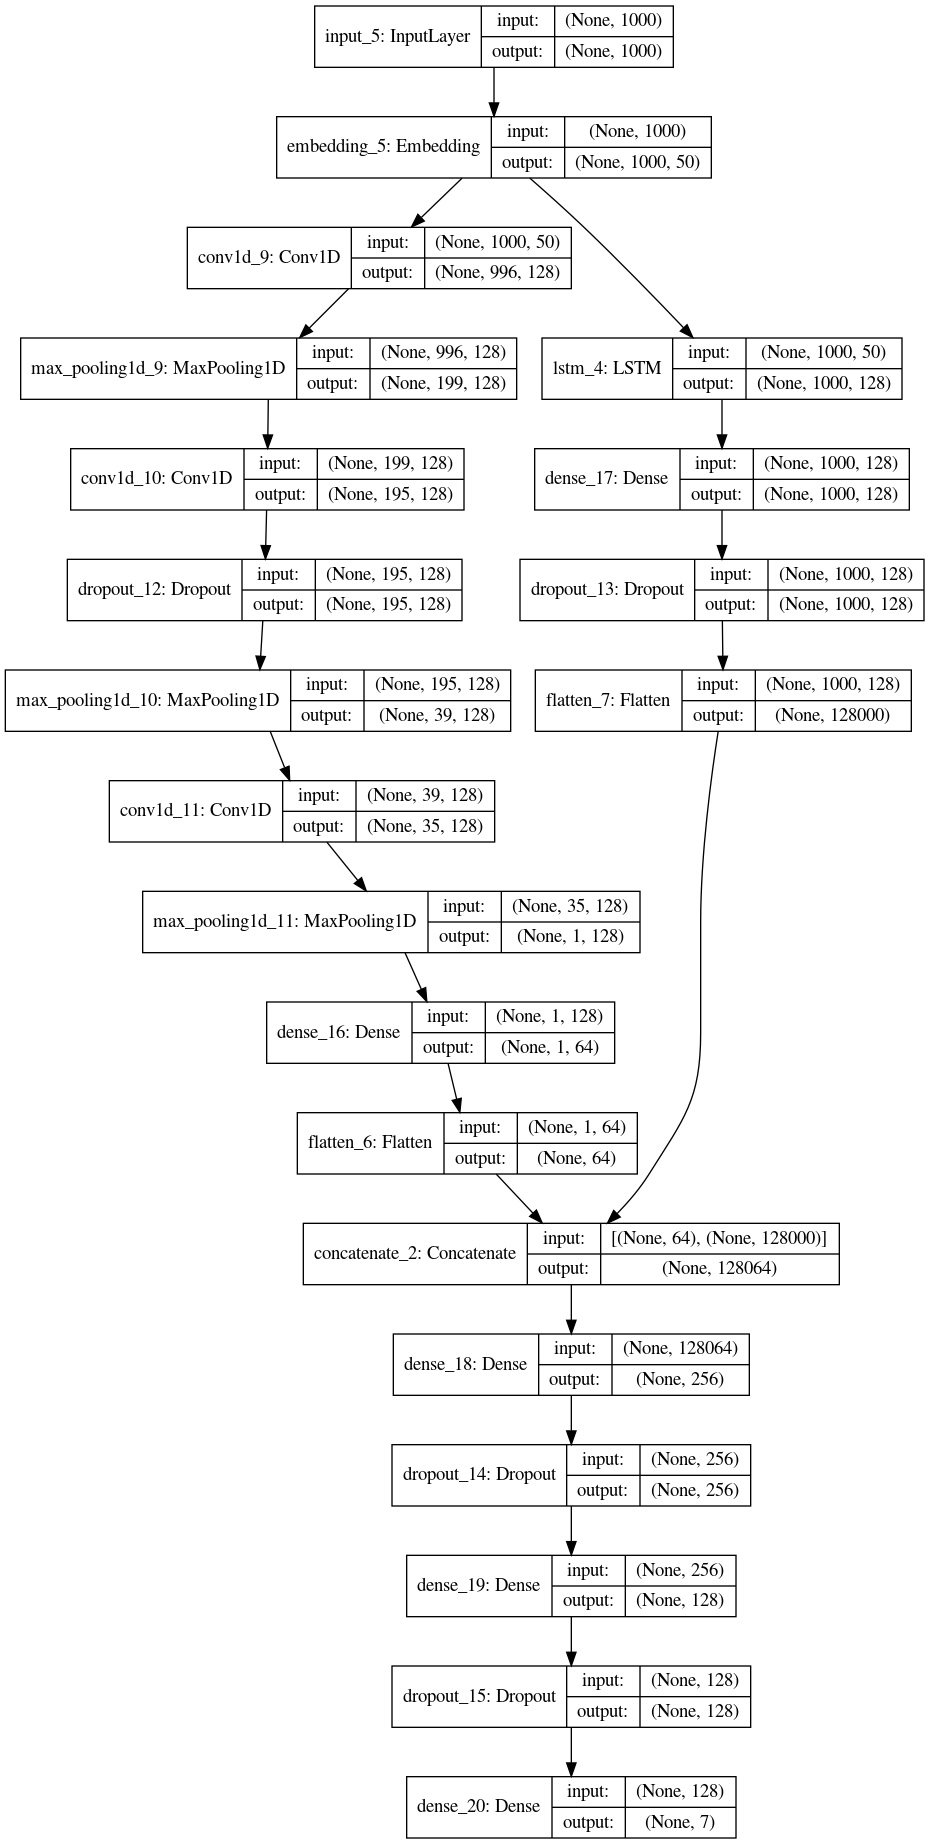 input_5: InputLayer
input: (None, 1000)
output: (None, 1000)
embedding_5: Embedding
input: (None, 1000)
output: (None, 1000, 50)
conv1d_9: Conv1D
input: (None, 1000, 50)
output: (None, 996, 128)
max_pooling1d_9: MaxPooling1D
input: (None, 996, 128)
output: (None, 199, 128)
lstm_4: LSTM
input: (None, 1000, 50)
output: (None, 1000, 128)
conv1d_10: Conv1D
input: (None, 199, 128)
output: (None, 195, 128)
dense_17: Dense
input: (None, 1000, 128)
output: (None, 1000, 128)
dropout_12: Dropout
input: (None, 195, 128)
output: (None, 195, 128)
dropout_13: Dropout
input: (None, 1000, 128)
output: (None, 1000, 128)
max_pooling1d_10: MaxPooling1D
input: (None, 195, 128)
output: (None, 39, 128)
flatten_7: Flatten
input: (None, 1000, 128)
output: (None, 128000)
conv1d_11: Conv1D
input: (None, 39, 128)
output: (None, 35, 128)
max_pooling1d_11: MaxPooling1D
input: (None, 35, 128)
output: (None, 1, 128)
dense_16: Dense
input: (None, 1, 128)
output: (None, 1, 64)
flatten_6: Flatten
input: (None, 1, 64)
output: (None, 64)
concatenate_2: Concatenate
input: [(None, 64), (None, 128000)]
output: (None, 128064)
dense_18: Dense
input: (None, 128064)
output: (None, 256)
dropout_14: Dropout
input: (None, 256)
output: (None, 256)
dense_19: Dense
input: (None, 256)
output: (None, 128)
dropout_15: Dropout
input: (None, 128)
output: (None, 128)
dense_20: Dense
input: (None, 128)
output: (None, 7)